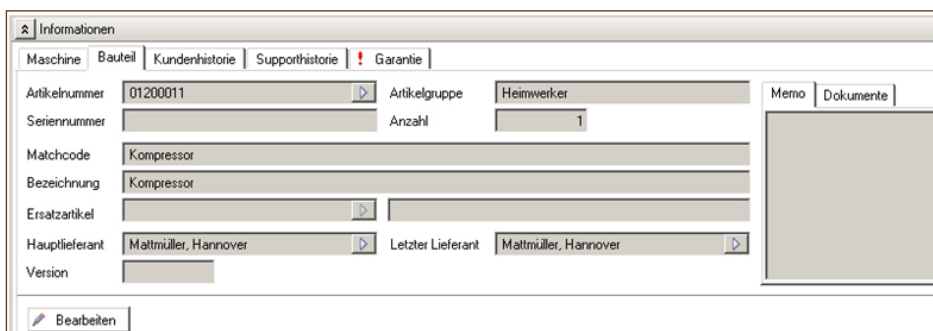 Informationen
Maschine Bauteil Kundenhistorie Supporthistorie ! Garantie
Artikelnummer 01200011 Artikelgruppe Heimwerker Memo Dokumente
Seriennummer Anzahl 1
Matchcode Kompressor
Bezeichnung Kompressor
Ersatzartikel
Hauptlieferant Mattmüller, Hannover Letzter Lieferant Mattmüller, Hannover
Version
Bearbeiten